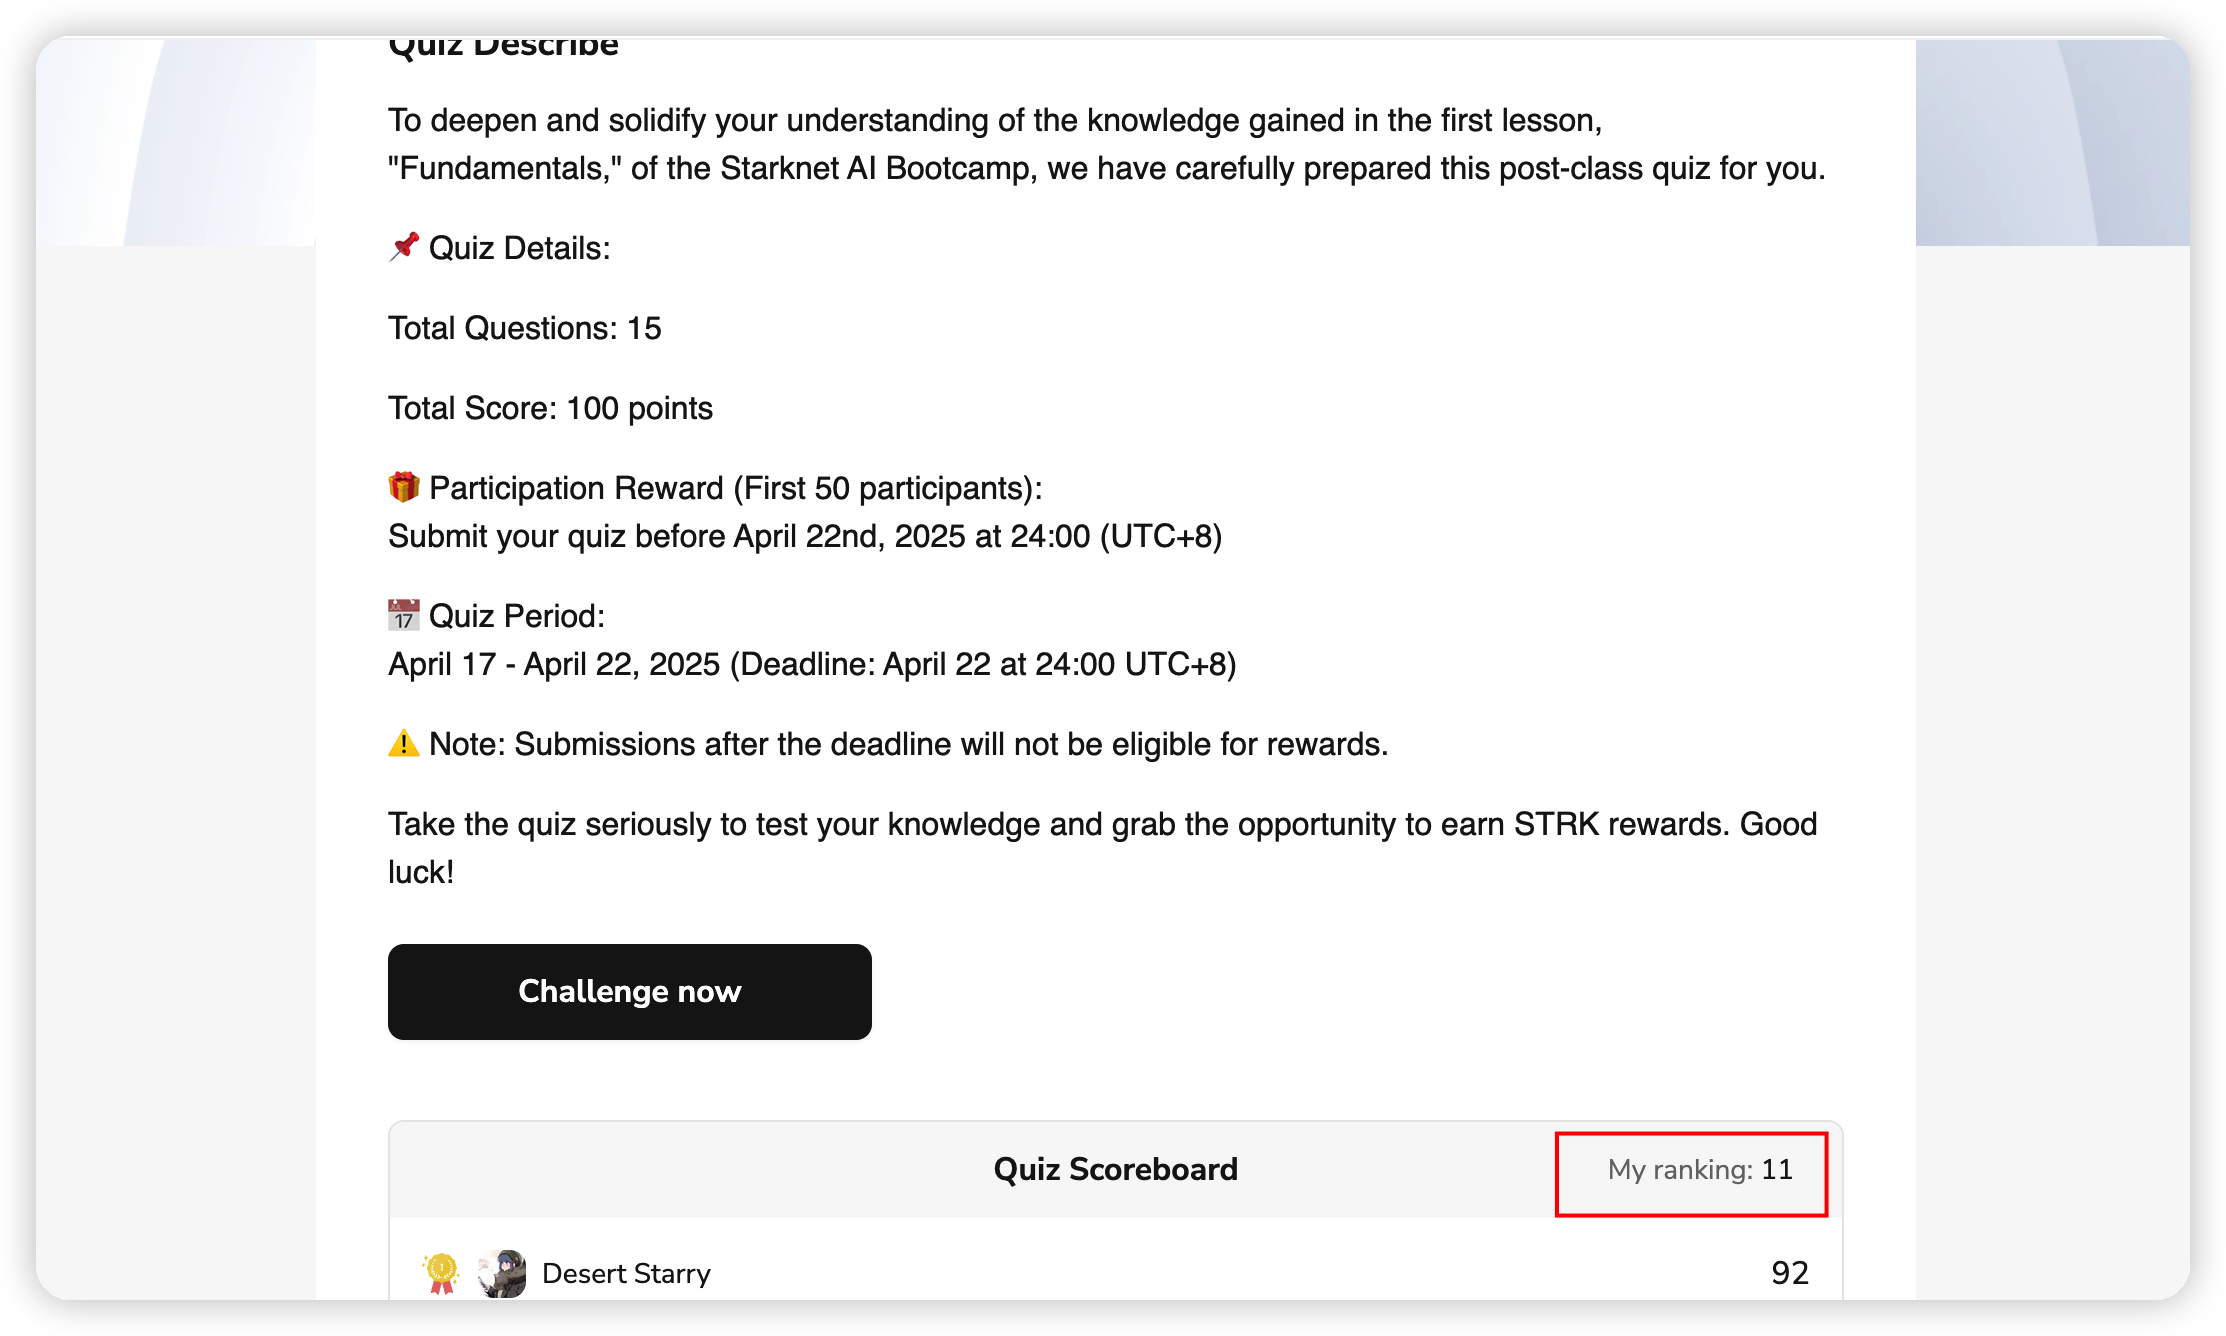 Quiz Describe
To deepen and solidify your understanding of the knowledge gained in the first lesson,
"Fundamentals," of the Starknet AI Bootcamp, we have carefully prepared this post-class quiz for you.
📌 Quiz Details:
Total Questions: 15
Total Score: 100 points
🎁 Participation Reward (First 50 participants):
Submit your quiz before April 22nd, 2025 at 24:00 (UTC+8)
📅 Quiz Period:
April 17 - April 22, 2025 (Deadline: April 22 at 24:00 UTC+8)
⚠️ Note: Submissions after the deadline will not be eligible for rewards.
Take the quiz seriously to test your knowledge and grab the opportunity to earn STRK rewards. Good
luck!
Challenge now
Quiz Scoreboard
My ranking: 11
Desert Starry
92